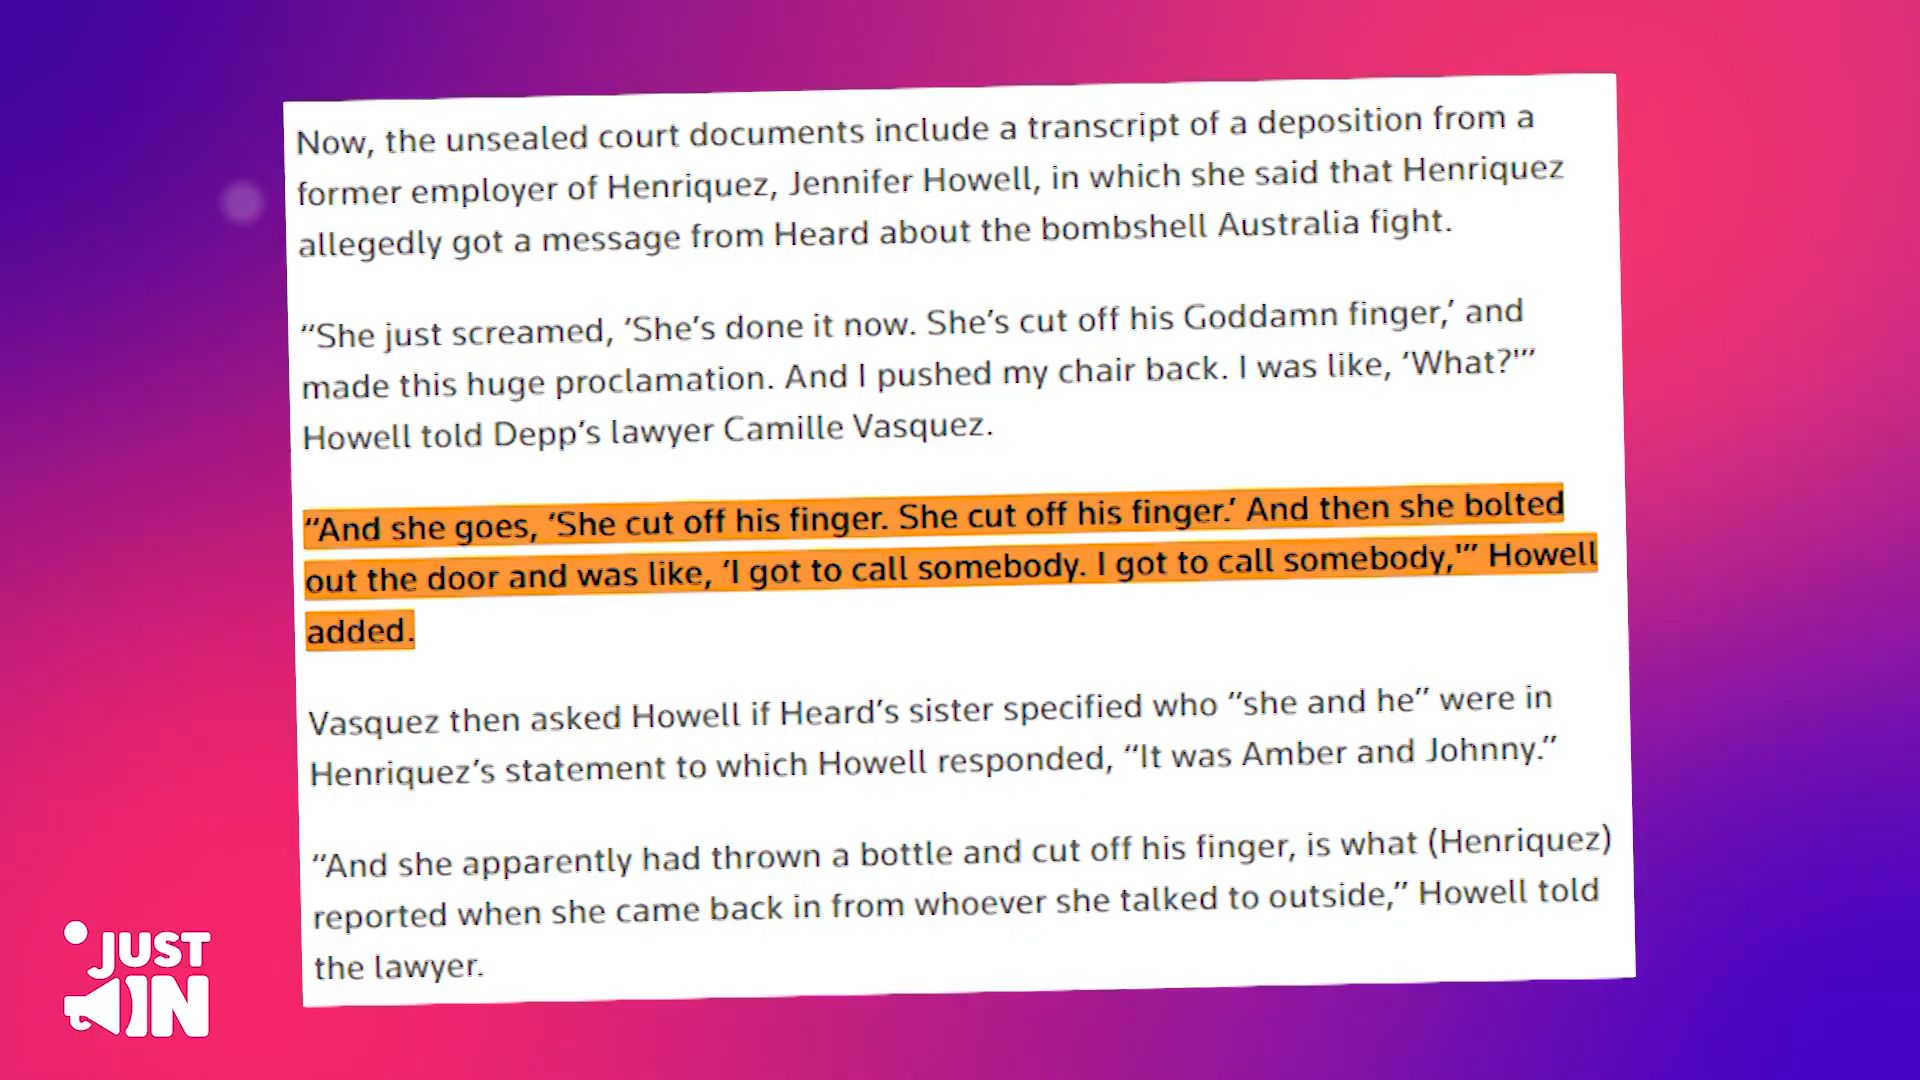 Now, the unsealed court documents include a transcript of a deposition from a
former employer of Henriquez, Jennifer Howell, in which she said that Henriquez
allegedly got a message from Heard about the bombshell Australia fight.
“She just screamed, ‘She’s done it now. She’s cut off his Goddamn finger,’ and
made this huge proclamation. And I pushed my chair back. I was like, ‘What?'”
Howell told Depp’s lawyer Camille Vasquez.
“And she goes, ‘She cut off his finger. She cut off his finger.’ And then she bolted
out the door and was like, ‘I got to call somebody. I got to call somebody,'” Howell
added.
Vasquez then asked Howell if Heard’s sister specified who “she and he” were in
Henriquez’s statement to which Howell responded, “It was Amber and Johnny.”
“And she apparently had thrown a bottle and cut off his finger, is what (Henriquez)
reported when she came back in from whoever she talked to outside,” Howell told
the lawyer.
JUST
IN